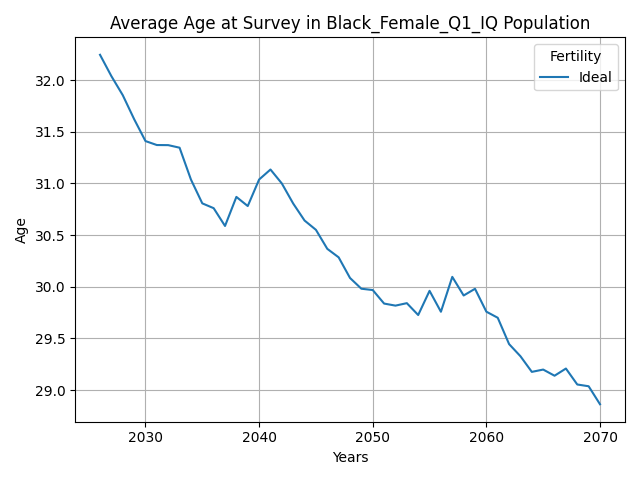 Average Age at Survey in Black_Female_Q1_IQ Population
Fertility
Ideal
Age
32.0
31.5
31.0
30.5
30.0
29.5
29.0
2030 2040 2050 2060 2070
Years